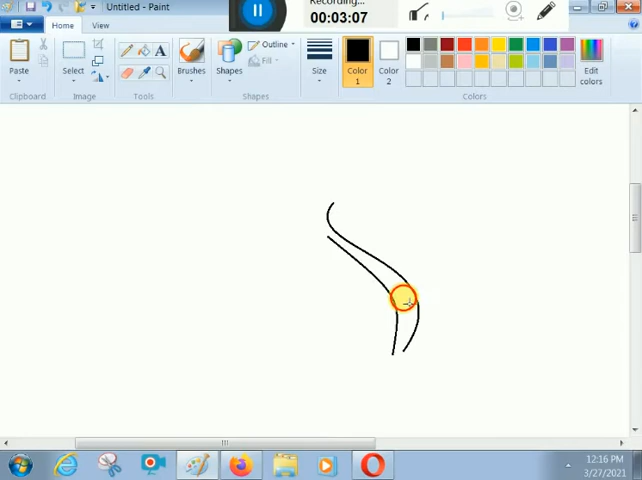 Recording...
00:03:07
Untitled - Paint
Home
View
Paste
Select
Brushes
Shapes
Outline
Fill
Size
Color
1
Color
2
Edit
colors
Clipboard
Image
Tools
Shapes
Colors
12:16 PM
3/27/2021